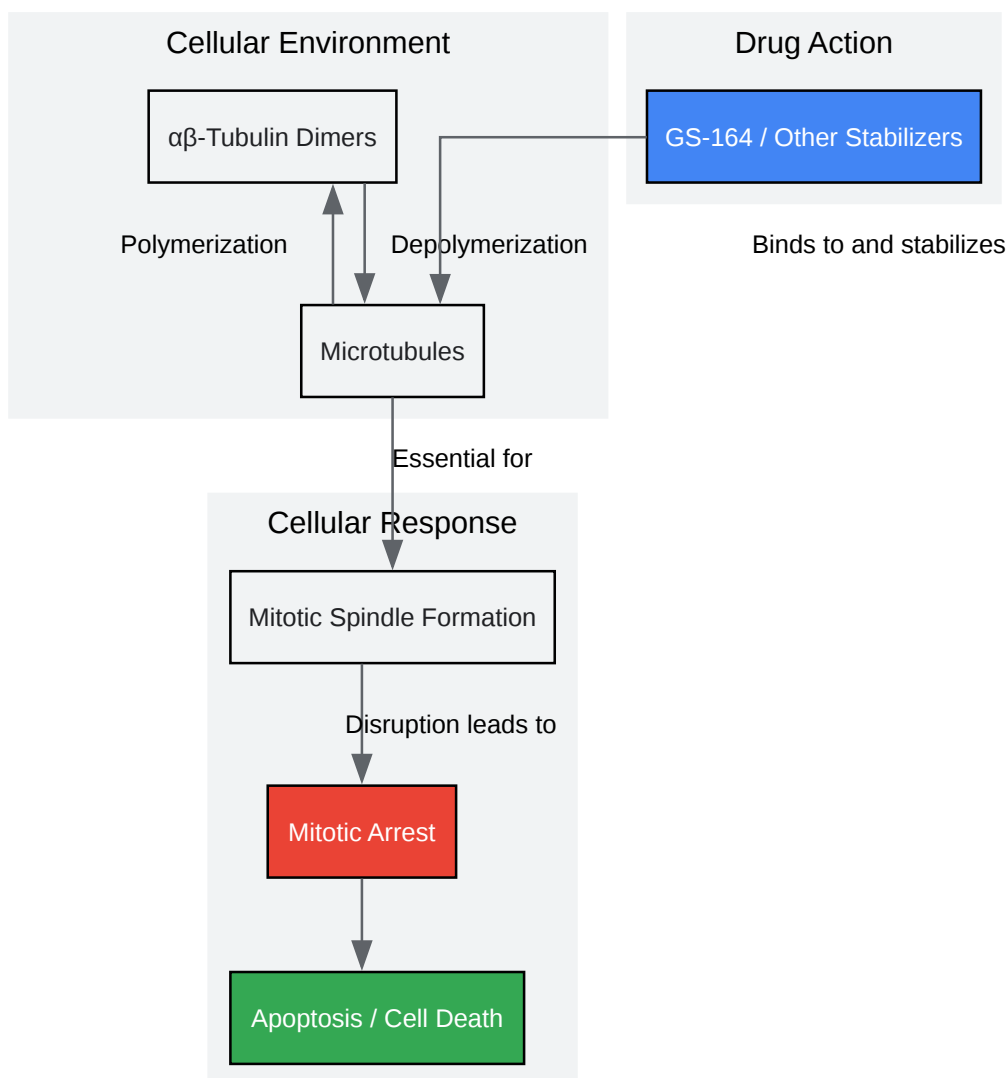 Cellular Environment
Drug Action
αβ-Tubulin Dimers
GS-164 / Other Stabilizers
Polymerization
Depolymerization
Binds to and stabilizes
Microtubules
Essential for
Cellular Response
Mitotic Spindle Formation
Disruption leads to
Mitotic Arrest
Apoptosis / Cell Death